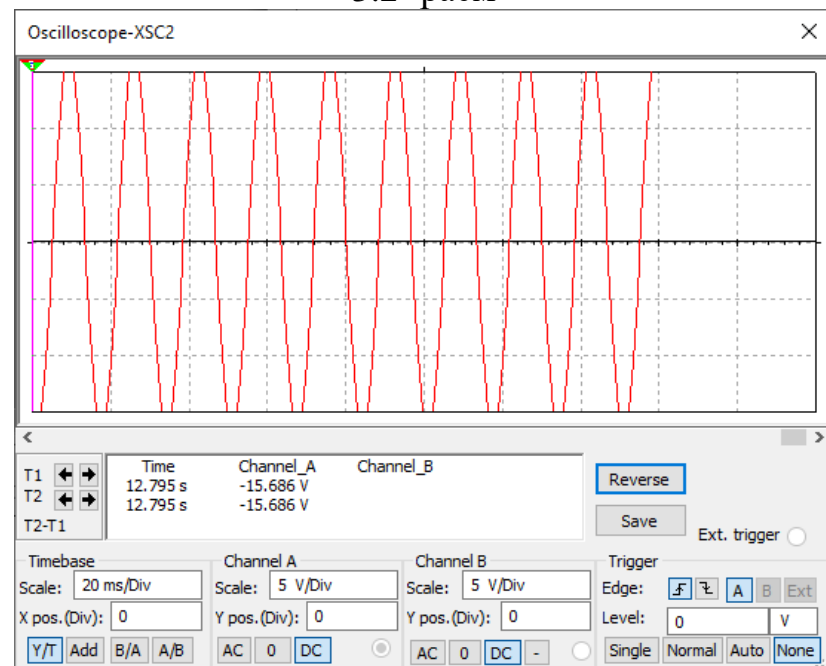 Oscilloscope-XSC2
T1
T2
T2-T1
Time Channel_A Channel_B
12.795 s -15.686 V
12.795 s -15.686 V
Reverse
Save
Ext. trigger
Timebase
Scale: 20 ms/Div
X pos.(Div): 0
Y/T Add B/A A/B
Channel A
Scale: 5 V/Div
Y pos.(Div): 0
AC 0 DC
Channel B
Scale: 5 V/Div
Y pos.(Div): 0
AC 0 DC -
Trigger
Edge: A B Ext
Level: 0 V
Single Normal Auto None